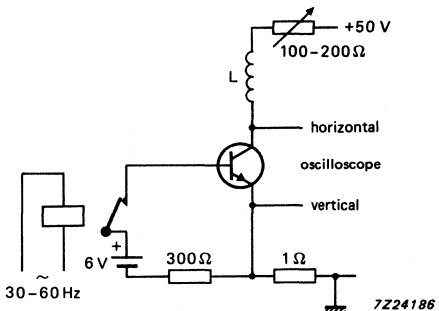 +50 V
100-200Ω
L
horizontal
oscilloscope
vertical
+
6 V
300Ω
1Ω
~
30-60 Hz
7Z24186